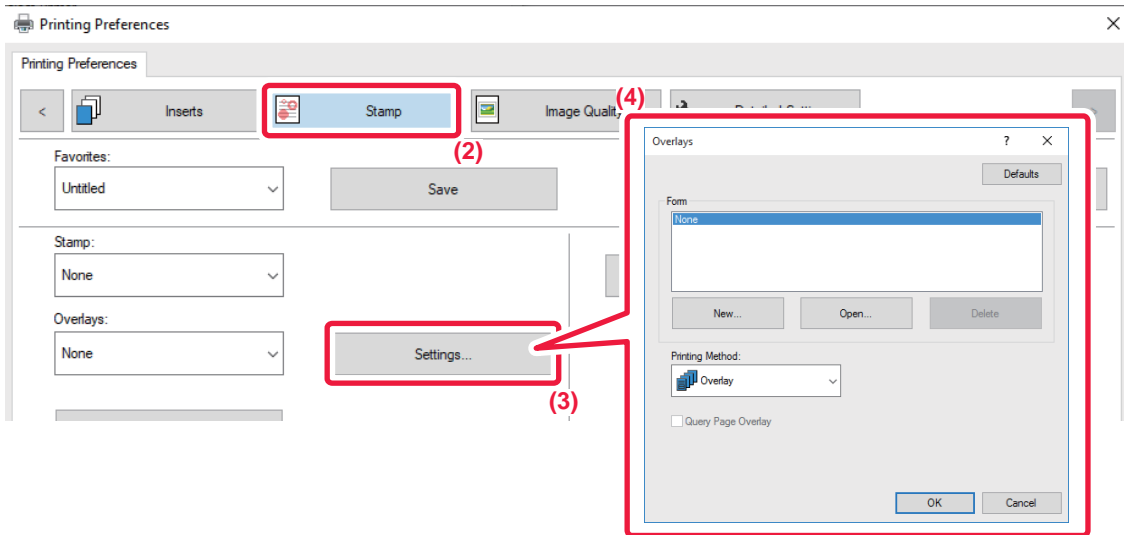 Printing Preferences
Printing Preferences
<
Inserts
Stamp
Image Quality
(4)
(2)
Favorites:
Untitled
Save
Stamp:
None
Overlays:
None
Settings...
(3)
Overlays
?
Defaults
Form
None
New...
Open...
Delete
Printing Method:
Overlay
Query Page Overlay
OK
Cancel